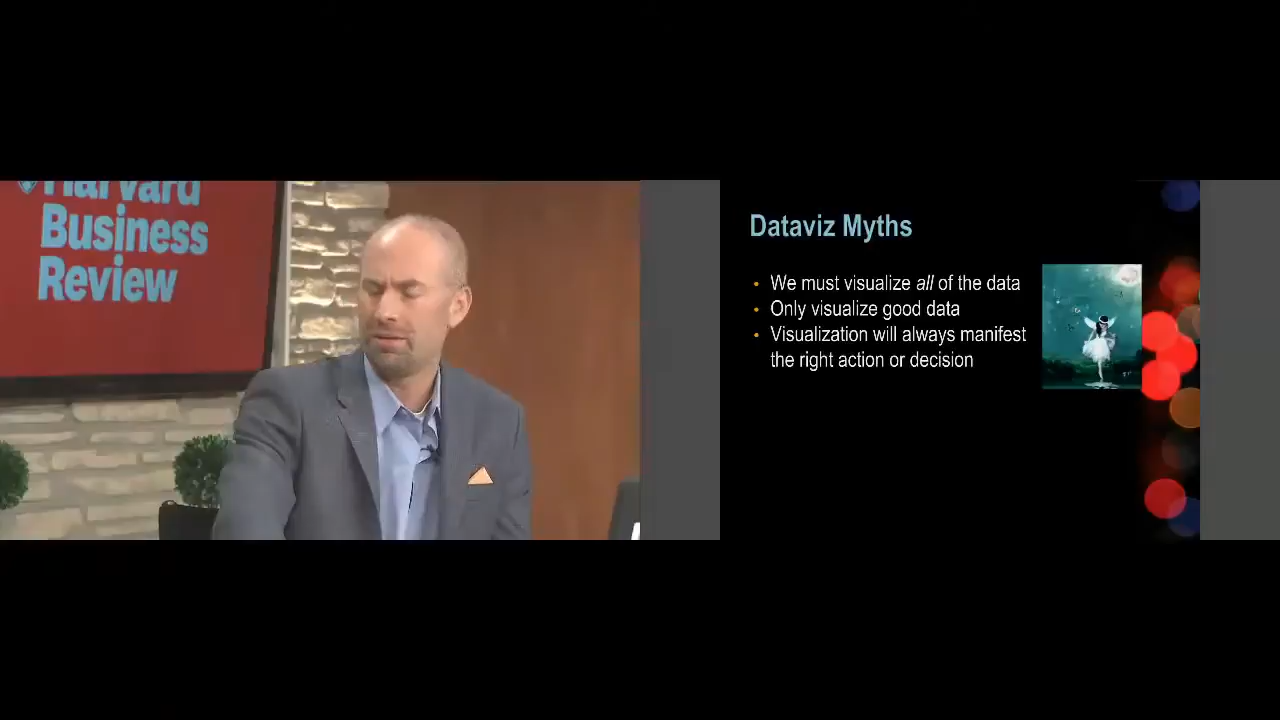 Harvard
Business
Review
Dataviz Myths
• We must visualize all of the data
• Only visualize good data
• Visualization will always manifest
the right action or decision